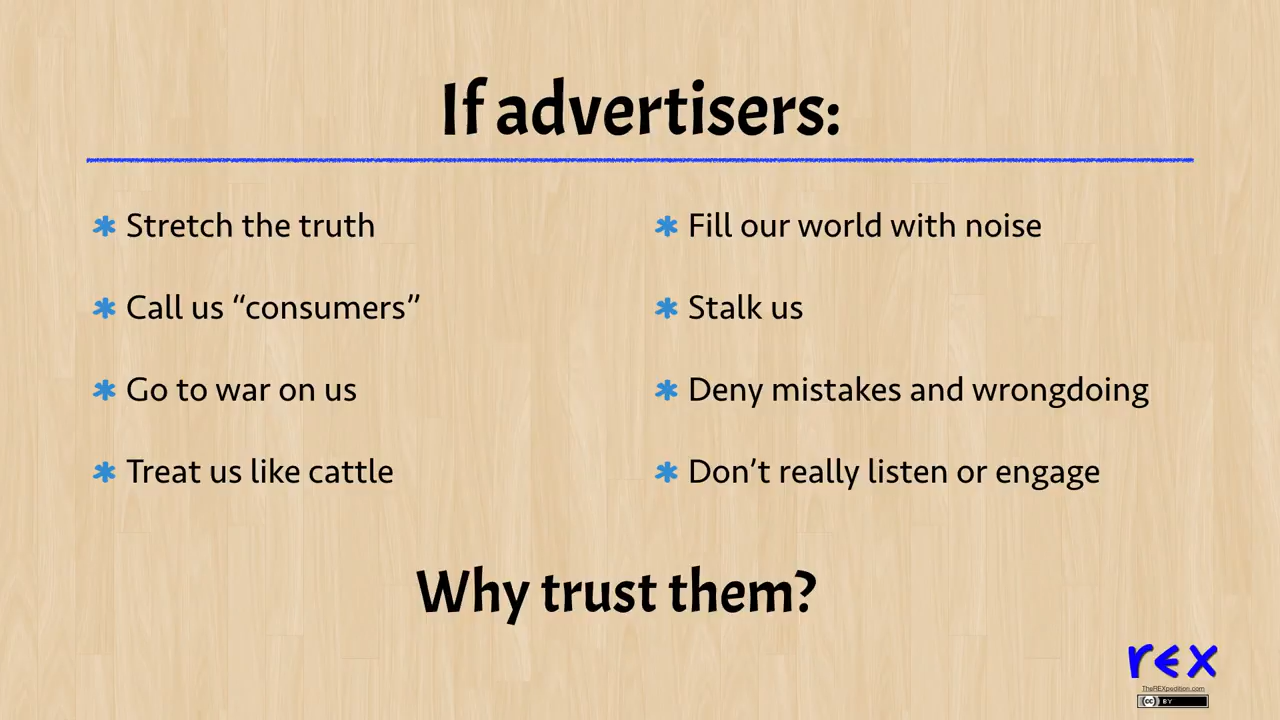 If advertisers:
Stretch the truth
Call us “consumers”
Go to war on us
Treat us like cattle
Fill our world with noise
Stalk us
Deny mistakes and wrongdoing
Don’t really listen or engage
Why trust them?
rex
TheREXpedition.com
cc BY